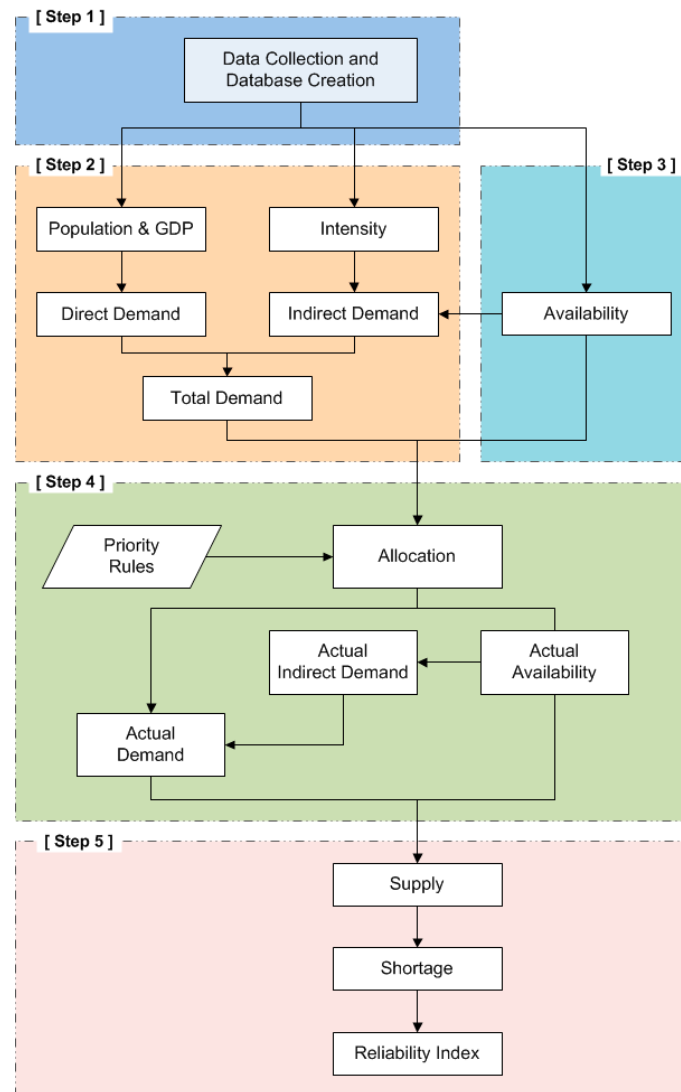 [ Step 1 ]
Data Collection and
Database Creation
[ Step 2 ]
[ Step 3 ]
Population & GDP
Intensity
Direct Demand
Indirect Demand
Availability
Total Demand
[ Step 4 ]
Priority
Rules
Allocation
Actual
Indirect Demand
Actual
Availability
Actual
Demand
[ Step 5 ]
Supply
Shortage
Reliability Index